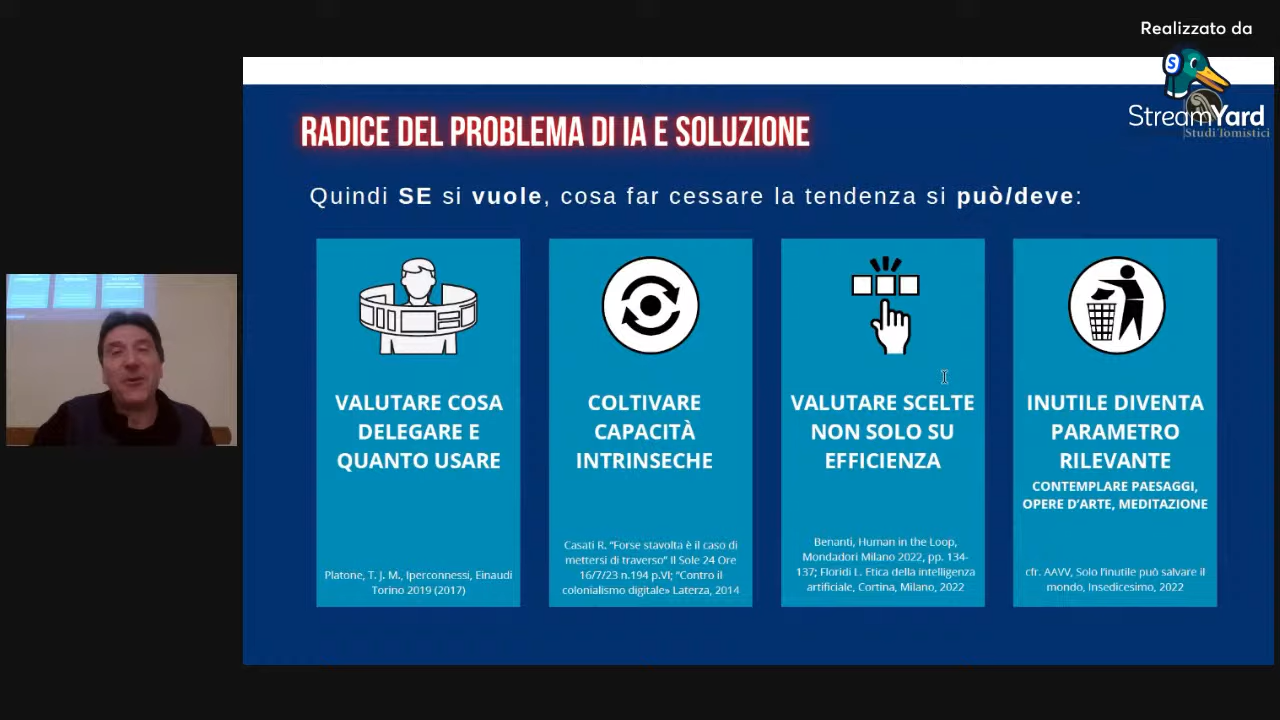 Realizzato da
S
StreamYard
Studi Tomistici
RADICE DEL PROBLEMA DI IA E SOLUZIONE
Quindi SE si vuole, cosa far cessare la tendenza si può/deve:
VALUTARE COSA
DELEGARE E
QUANTO USARE
Platone, T. J. M., Iperconnessi, Einaudi
Torino 2019 (2017)
COLTIVARE
CAPACITÀ
INTRINSECHE
Casati R. “Forse stavolta è il caso di
mettersi di traverso” Il Sole 24 Ore
16/7/23 n.194 p.VI; “Contro il
colonialismo digitale» Laterza, 2014
VALUTARE SCELTE
NON SOLO SU
EFFICIENZA
Benanti, Human in the Loop,
Mondadori Milano 2022, pp. 134-
137; Floridi L. Etica della intelligenza
artificiale, Cortina, Milano, 2022
INUTILE DIVENTA
PARAMETRO
RILEVANTE
CONTEMPLARE PAESAGGI,
OPERE D’ARTE, MEDITAZIONE
cfr. AAVV, Solo l’inutile può salvare il
mondo, Insedicesimo, 2022